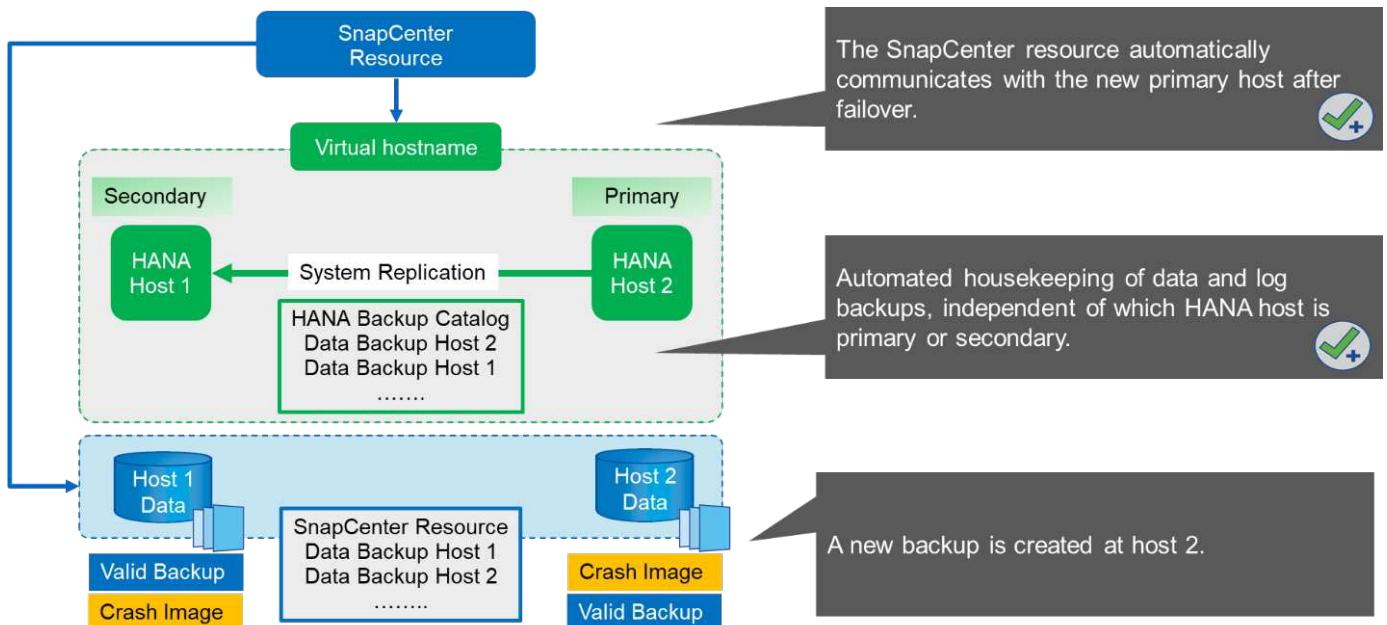 SnapCenter
Resource
Virtual hostname
Secondary
Primary
HANA
Host 1
System Replication
HANA
Host 2
HANA Backup Catalog
Data Backup Host 2
Data Backup Host 1
.......
Host 1
Data
Host 2
Data
SnapCenter Resource
Data Backup Host 1
Data Backup Host 2
........
Valid Backup
Crash Image
Crash Image
Valid Backup
The SnapCenter resource automatically
communicates with the new primary host after
failover.
Automated housekeeping of data and log
backups, independent of which HANA host is
primary or secondary.
A new backup is created at host 2.